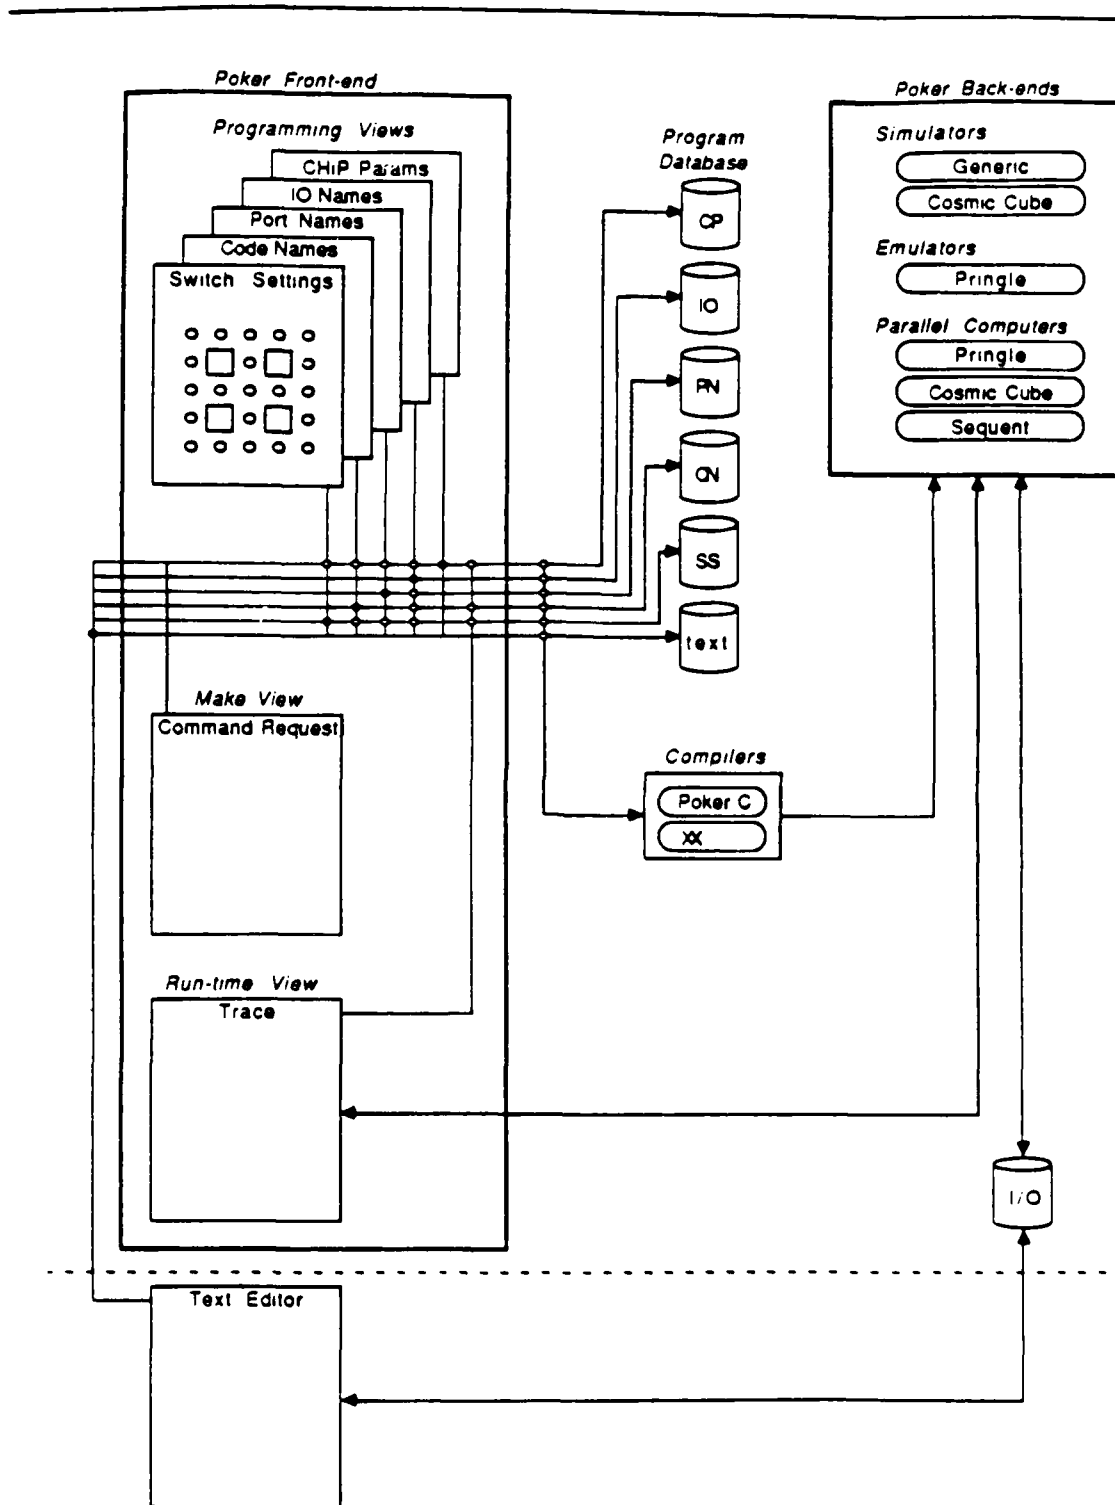 Poker Front-end
Programming Views
CHiP Params
IO Names
Port Names
Code Names
Switch Settings
Program
Database
CP
IO
PN
CN
SS
text
Poker Back-ends
Simulators
Generic
Cosmic Cube
Emulators
Pringle
Parallel Computers
Pringle
Cosmic Cube
Sequent
Make View
Command Request
Compilers
Poker C
XX
Run-time View
Trace
I/O
Text Editor